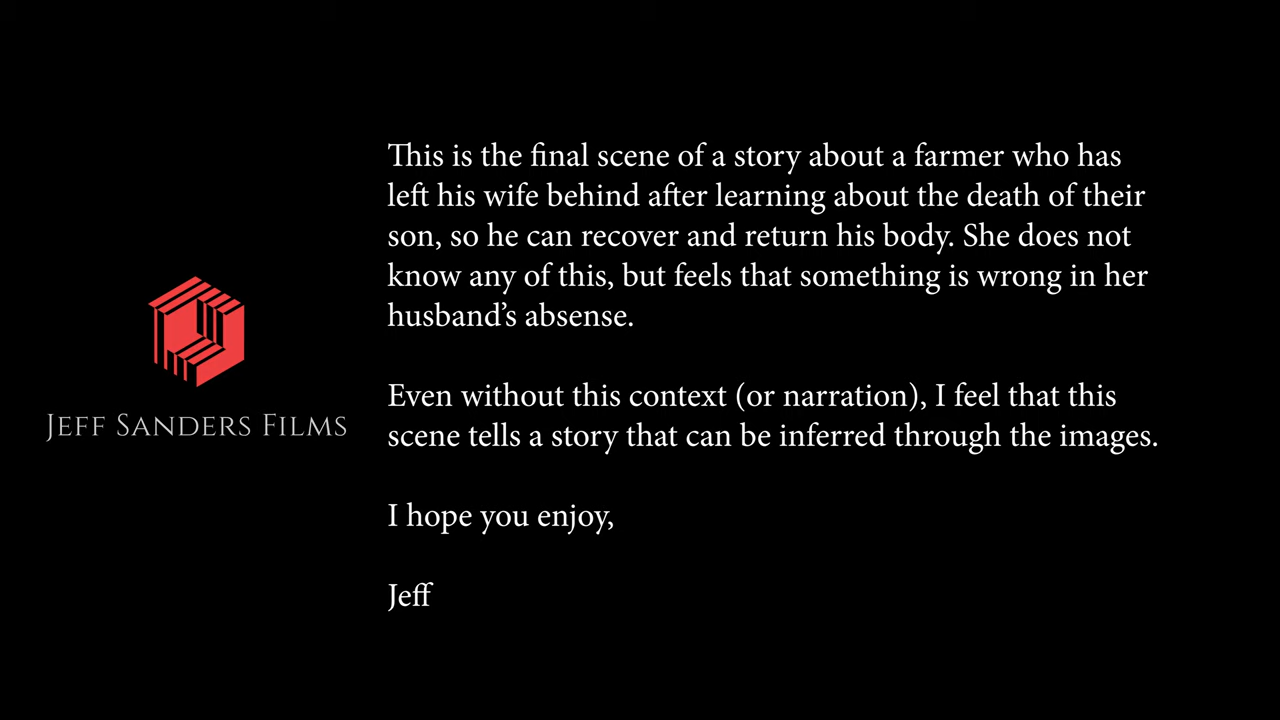 JEFF SANDERS FILMS
This is the final scene of a story about a farmer who has
left his wife behind after learning about the death of their
son, so he can recover and return his body. She does not
know any of this, but feels that something is wrong in her
husband’s absense.
Even without this context (or narration), I feel that this
scene tells a story that can be inferred through the images.
I hope you enjoy,
Jeff